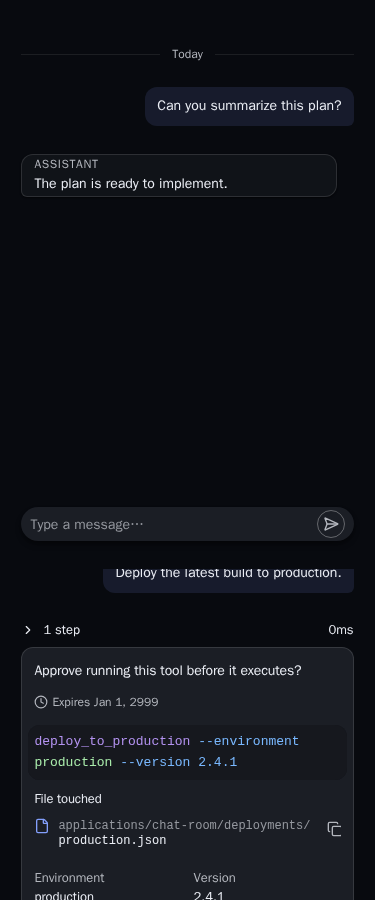 Today
Can you summarize this plan?
ASSISTANT
The plan is ready to implement.
Type a message···
Deploy the latest build to production.
1 step
0ms
Approve running this tool before it executes?
Expires Jan 1, 2999
deploy_to_production --environment
production --version 2.4.1
File touched
applications/chat-room/deployments/
production.json
Environment
Version
production
2.4.1